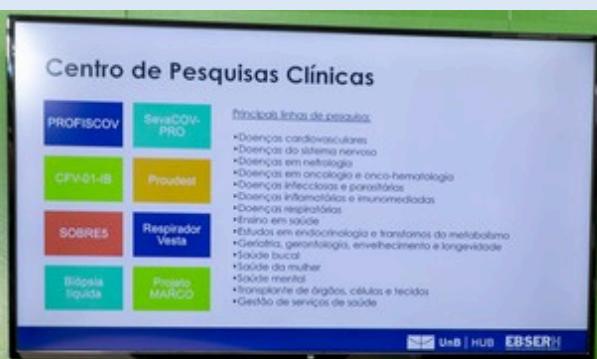 Centro de Pesquisas Clínicas
PROFISCOV
SevaCOV-
PRO
CFV-01-IB
Proudest
SOBRE5
Respirador
Vesta
Biópsia
líquida
Projeto
MARCO
Principais linhas de pesquisa:
•Doenças cardiovasculares
•Doenças do sistema nervoso
•Doenças em nefrologia
•Doenças em oncologia e onco-hematologia
•Doenças infecciosas e parasitárias
•Doenças inflamatórias e imunomediadas
•Doenças respiratórias
•Ensino em saúde
•Estudos em endocrinologia e transtornos do metabolismo
•Geriatria, gerontologia, envelhecimento e longevidade
•Saúde bucal
•Saúde da mulher
•Saúde mental
•Transplante de órgãos, células e tecidos
•Gestão de serviços de saúde
UnB | HUB EBSERH